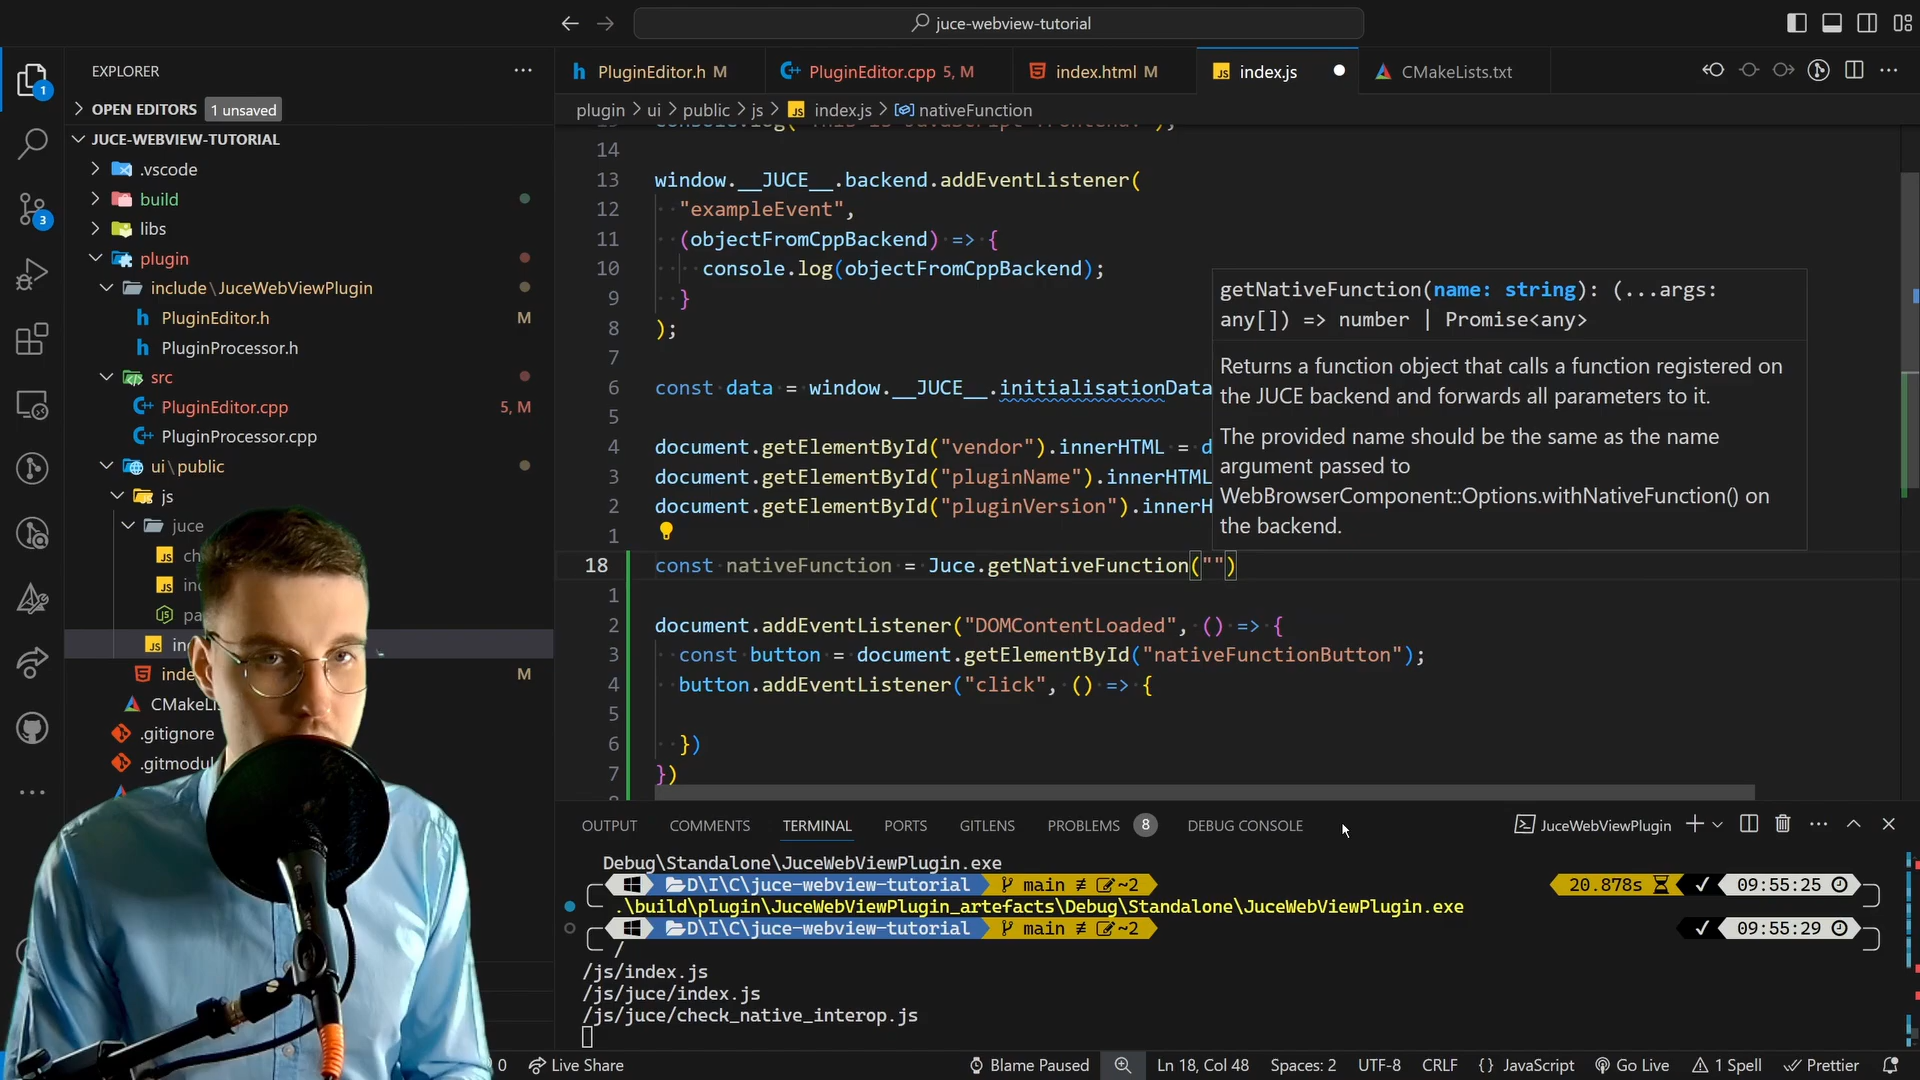 juce-webview-tutorial
EXPLORER
PluginEditor.h M
PluginEditor.cpp 5, M
index.html M
index.js
CMakeLists.txt
OPEN EDITORS 1 unsaved
plugin > ui > public > js > index.js > nativeFunction
JUCE-WEBVIEW-TUTORIAL
.vscode
build
libs
plugin
include\JuceWebViewPlugin
PluginEditor.h M
PluginProcessor.h
src
PluginEditor.cpp 5, M
PluginProcessor.cpp
ui\public
js
juce
ch
in
pa
in
inde M
CMakeLis
.gitignore
.gitmodul
14
13 window.__JUCE__.backend.addEventListener(
12 "exampleEvent",
11 (objectFromCppBackend) => {
10 console.log(objectFromCppBackend);
9 }
8 );
7
6 const data = window.__JUCE__.initialisationData
5
4 document.getElementById("vendor").innerHTML = d
3 document.getElementById("pluginName").innerHTML
2 document.getElementById("pluginVersion").innerH
1
18 const nativeFunction = Juce.getNativeFunction("")
1
2 document.addEventListener("DOMContentLoaded", () => {
3 const button = document.getElementById("nativeFunctionButton");
4 button.addEventListener("click", () => {
5
6 })
7 })
getNativeFunction(name: string): (...args:
any[]) => number | Promise<any>
Returns a function object that calls a function registered on
the JUCE backend and forwards all parameters to it.
The provided name should be the same as the name
argument passed to
WebBrowserComponent::Options.withNativeFunction() on
the backend.
OUTPUT COMMENTS TERMINAL PORTS GITLENS PROBLEMS 8 DEBUG CONSOLE JuceWebViewPlugin
Debug\Standalone\JuceWebViewPlugin.exe
D\I\C\juce-webview-tutorial main ≢ ~2 20.878s ✓ 09:55:25
.\build\plugin\JuceWebViewPlugin_artefacts\Debug\Standalone\JuceWebViewPlugin.exe
D\I\C\juce-webview-tutorial main ≢ ~2 ✓ 09:55:29
/
/js/index.js
/js/juce/index.js
/js/juce/check_native_interop.js
0 Live Share Blame Paused Ln 18, Col 48 Spaces: 2 UTF-8 CRLF {} JavaScript Go Live 1 Spell Prettier
1
3